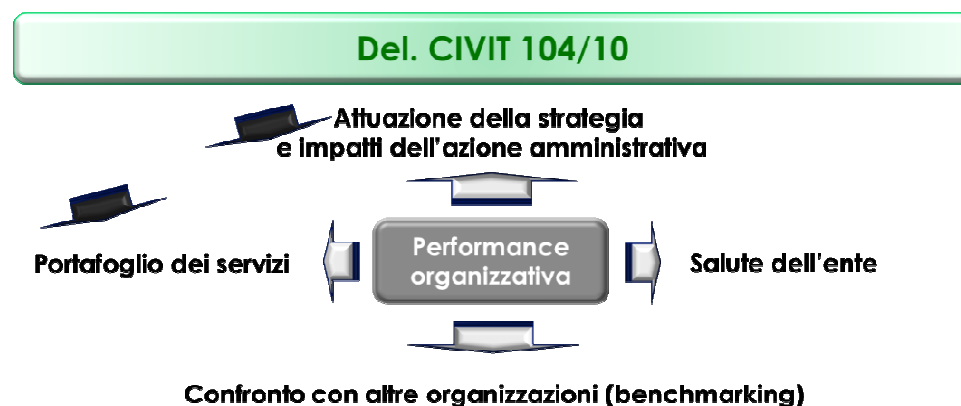 Del. CIVIT 104/10
Attuazione della strategia
e impatti dell'azione amministrativa
Portafoglio dei servizi
Performance
organizzativa
Salute dell'ente
Confronto con altre organizzazioni (benchmarking)